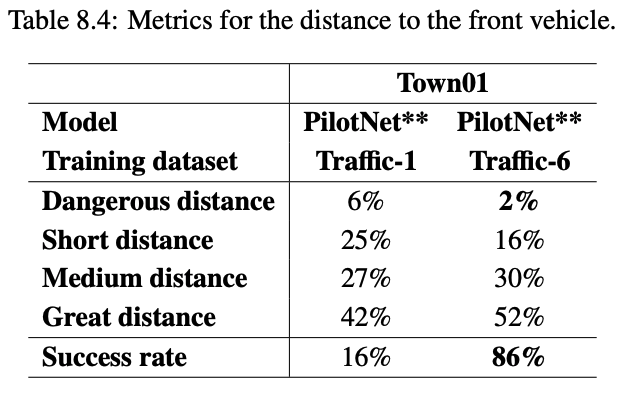 Table 8.4: Metrics for the distance to the front vehicle.
Town01
Model PilotNet** PilotNet**
Training dataset Traffic-1 Traffic-6
Dangerous distance 6% 2%
Short distance 25% 16%
Medium distance 27% 30%
Great distance 42% 52%
Success rate 16% 86%